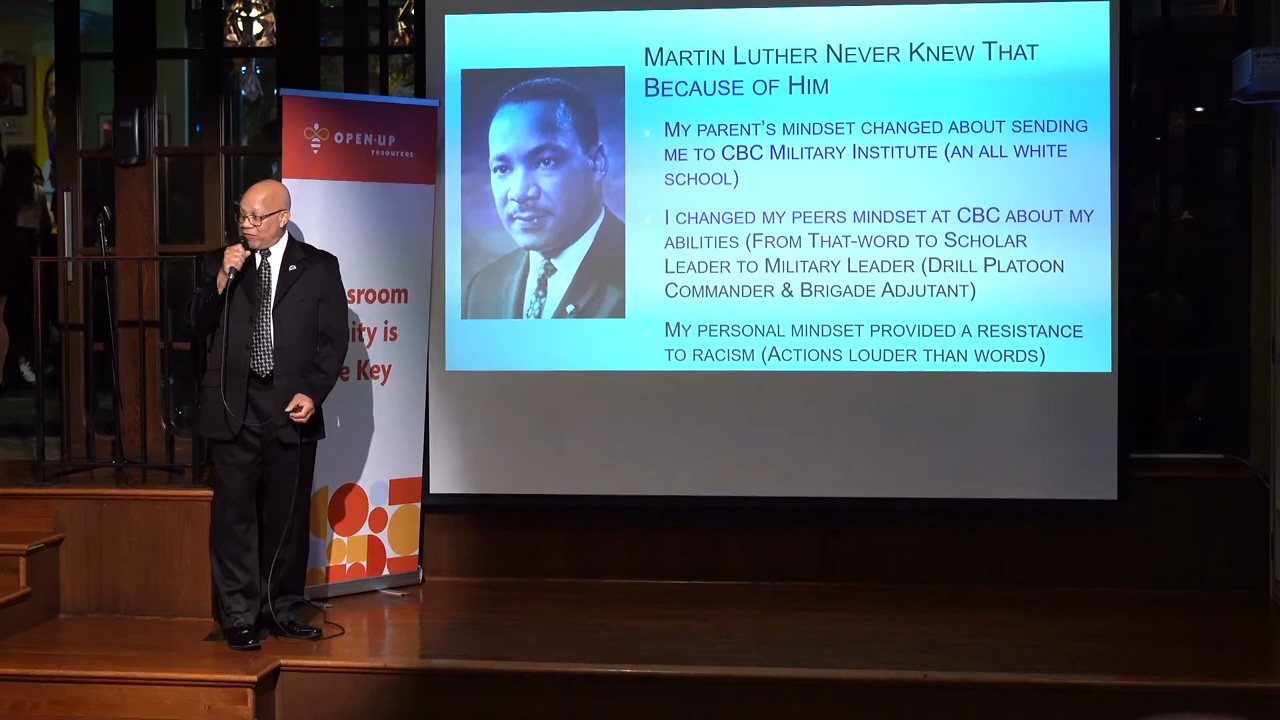 OPEN-UP
resources
sroom
ity is
e Key
MARTIN LUTHER NEVER KNEW THAT
BECAUSE OF HIM
MY PARENT'S MINDSET CHANGED ABOUT SENDING
ME TO CBC MILITARY INSTITUTE (AN ALL WHITE
SCHOOL)
I CHANGED MY PEERS MINDSET AT CBC ABOUT MY
ABILITIES (FROM THAT-WORD TO SCHOLAR
LEADER TO MILITARY LEADER (DRILL PLATOON
COMMANDER & BRIGADE ADJUTANT)
MY PERSONAL MINDSET PROVIDED A RESISTANCE
TO RACISM (ACTIONS LOUDER THAN WORDS)